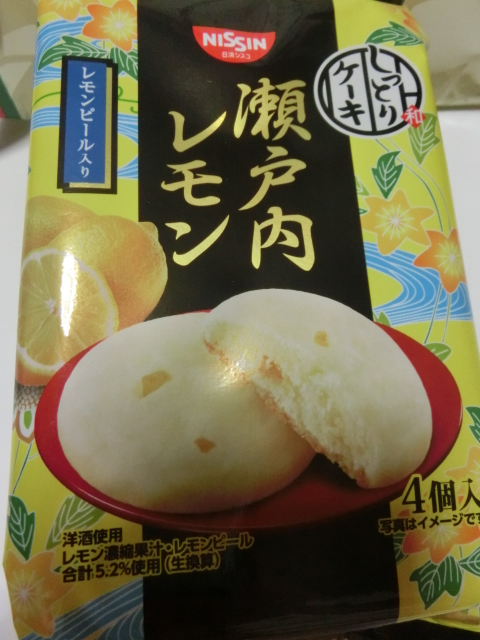 NISSIN
日清シスコ
しっとり
ケーキ
和
レモンピール入り
瀬戸内
レモン
4個入
写真はイメージです
洋酒使用
レモン濃縮果汁・レモンピール
合計5.2%使用(生換算)